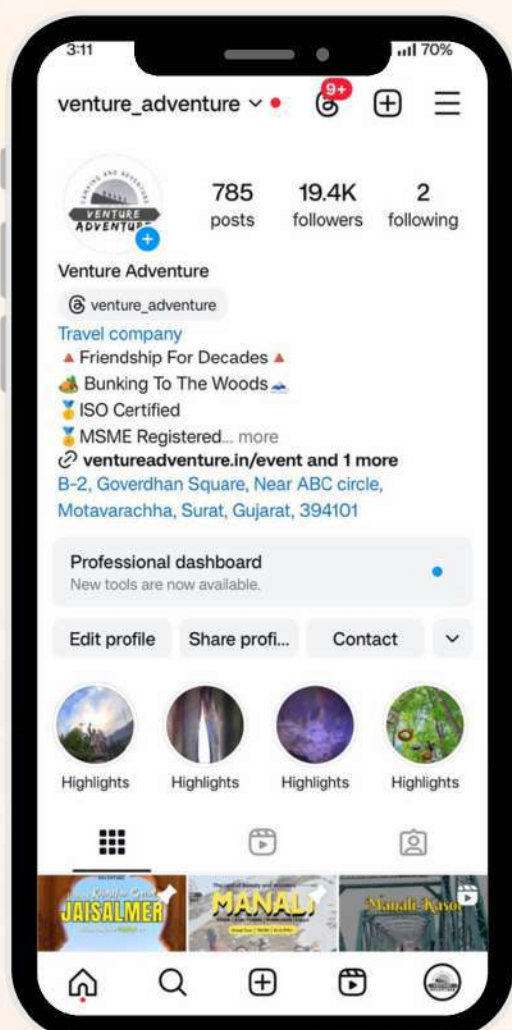 3:11
70%
venture_adventure
9+
CAMPING AND ADVENTURE
VENTURE
ADVENTURE
785
19.4K
2
posts
followers
following
Venture Adventure
venture_adventure
Travel company
Friendship For Decades
Bunking To The Woods
ISO Certified
MSME Registered... more
ventureadventure.in/event and 1 more
B-2, Goverdhan Square, Near ABC circle,
Motavarachha, Surat, Gujarat, 394101
Professional dashboard
New tools are now available.
Edit profile
Share profi...
Contact
Highlights
Highlights
Highlights
Highlights
JAISALMER
MANALI
Manali-Kasol